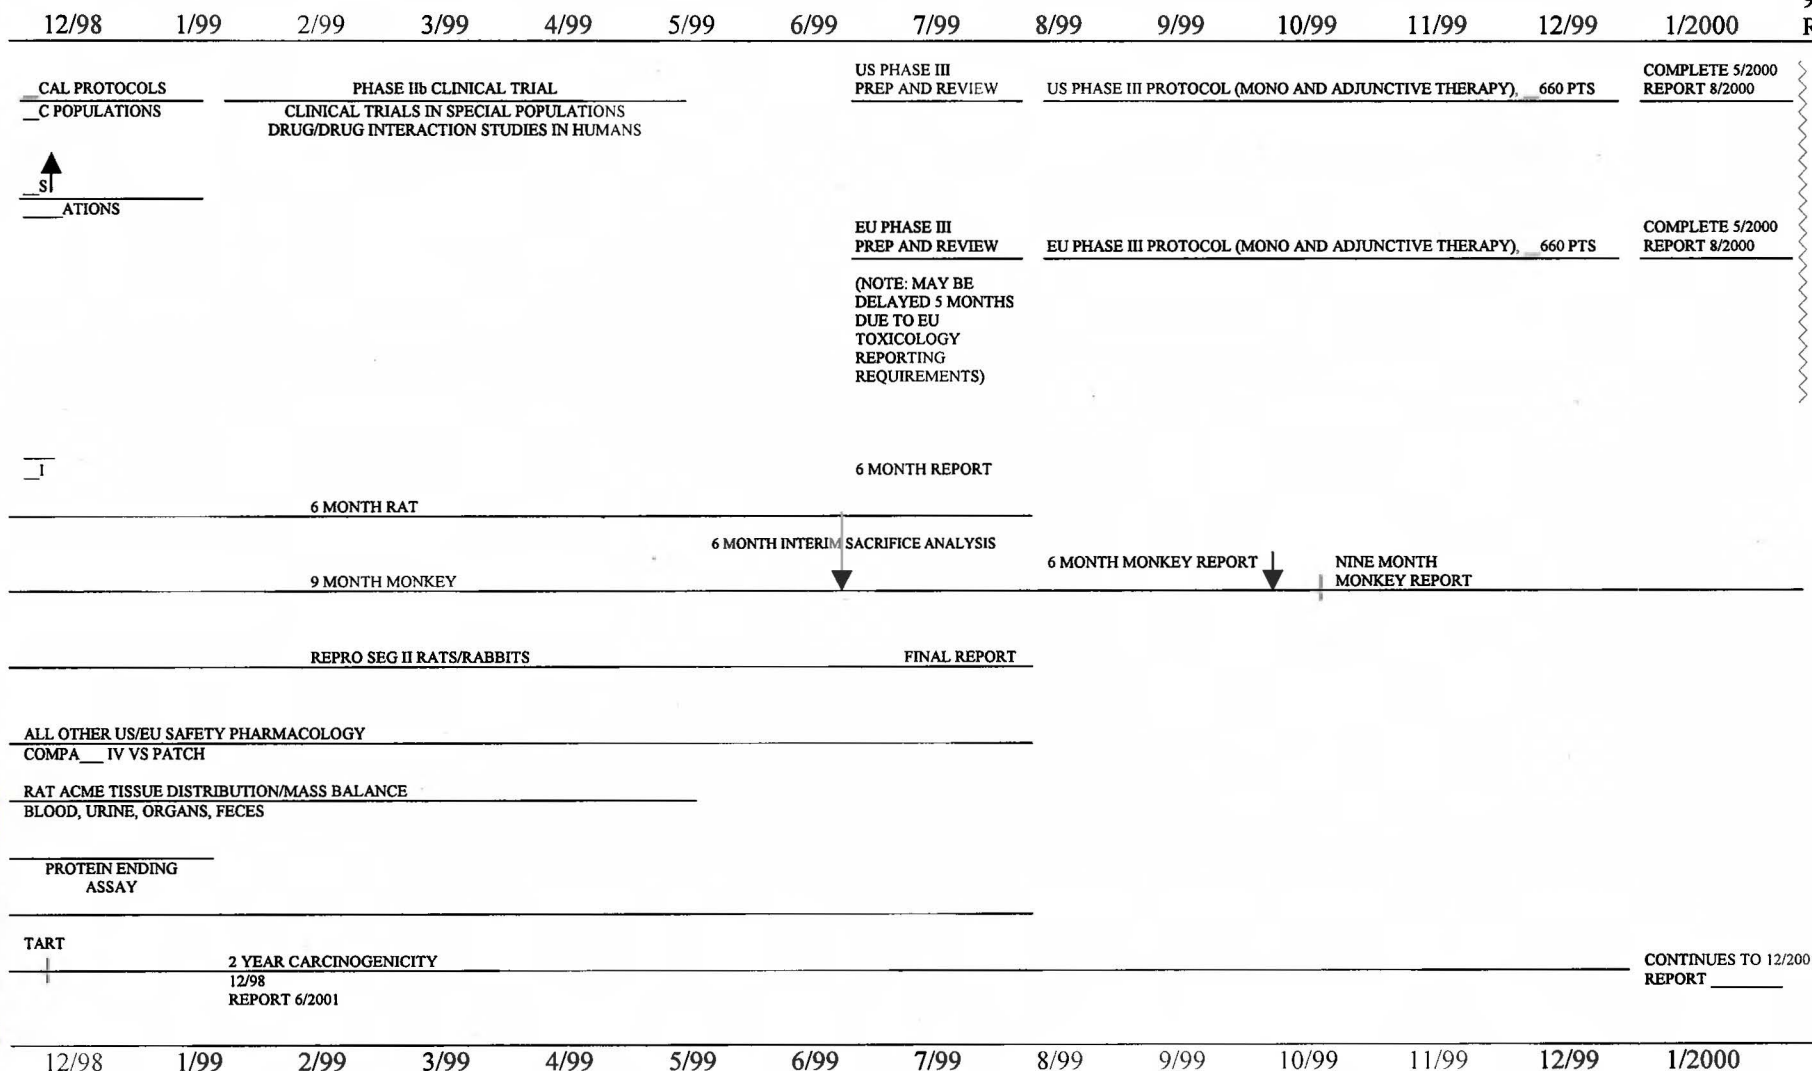 12/98 1/99 2/99 3/99 4/99 5/99 6/99 7/99 8/99 9/99 10/99 11/99 12/99 1/2000
CAL PROTOCOLS
C POPULATIONS
PHASE IIb CLINICAL TRIAL
CLINICAL TRIALS IN SPECIAL POPULATIONS
DRUG/DRUG INTERACTION STUDIES IN HUMANS
US PHASE III
PREP AND REVIEW
US PHASE III PROTOCOL (MONO AND ADJUNCTIVE THERAPY), __660 PTS
COMPLETE 5/2000
REPORT 8/2000
__S
____ATIONS
EU PHASE III
PREP AND REVIEW
EU PHASE III PROTOCOL (MONO AND ADJUNCTIVE THERAPY), __660 PTS
COMPLETE 5/2000
REPORT 8/2000
(NOTE: MAY BE
DELAYED 5 MONTHS
DUE TO EU
TOXICOLOGY
REPORTING
REQUIREMENTS)
__I
6 MONTH REPORT
6 MONTH RAT
6 MONTH INTERIM SACRIFICE ANALYSIS
6 MONTH MONKEY REPORT
NINE MONTH
MONKEY REPORT
9 MONTH MONKEY
REPRO SEG II RATS/RABBITS
FINAL REPORT
ALL OTHER US/EU SAFETY PHARMACOLOGY
COMPA___ IV VS PATCH
RAT ACME TISSUE DISTRIBUTION/MASS BALANCE
BLOOD, URINE, ORGANS, FECES
PROTEIN ENDING
ASSAY
TART
2 YEAR CARCINOGENICITY
12/98
REPORT 6/2001
CONTINUES TO 12/200
REPORT ________
12/98 1/99 2/99 3/99 4/99 5/99 6/99 7/99 8/99 9/99 10/99 11/99 12/99 1/2000